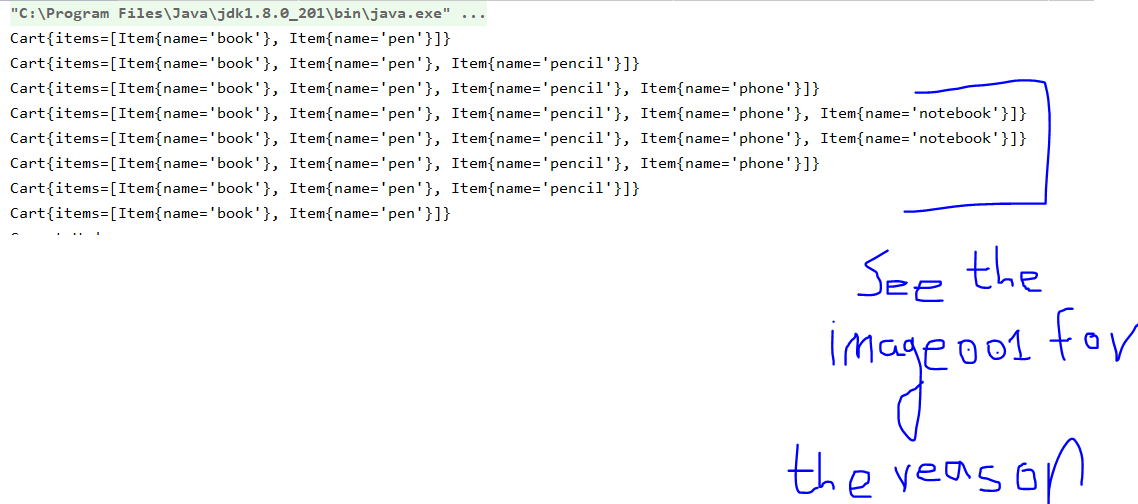 "C:\Program Files\Java\jdk1.8.0_201\bin\java.exe" ...
Cart{items=[Item{name='book'}, Item{name='pen'}]}
Cart{items=[Item{name='book'}, Item{name='pen'}, Item{name='pencil'}]}
Cart{items=[Item{name='book'}, Item{name='pen'}, Item{name='pencil'}, Item{name='phone'}]}
Cart{items=[Item{name='book'}, Item{name='pen'}, Item{name='pencil'}, Item{name='phone'}, Item{name='notebook'}]}
Cart{items=[Item{name='book'}, Item{name='pen'}, Item{name='pencil'}, Item{name='phone'}, Item{name='notebook'}]}
Cart{items=[Item{name='book'}, Item{name='pen'}, Item{name='pencil'}, Item{name='phone'}]}
Cart{items=[Item{name='book'}, Item{name='pen'}, Item{name='pencil'}]}
Cart{items=[Item{name='book'}, Item{name='pen'}]}
See the
image001 for
the reason